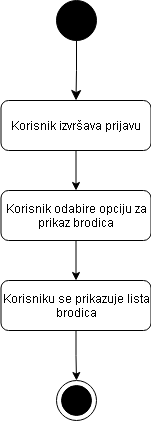 Korisnik izvršava prijavu
Korisnik odabire opciju za
prikaz brodica
Korisniku se prikazuje lista
brodica